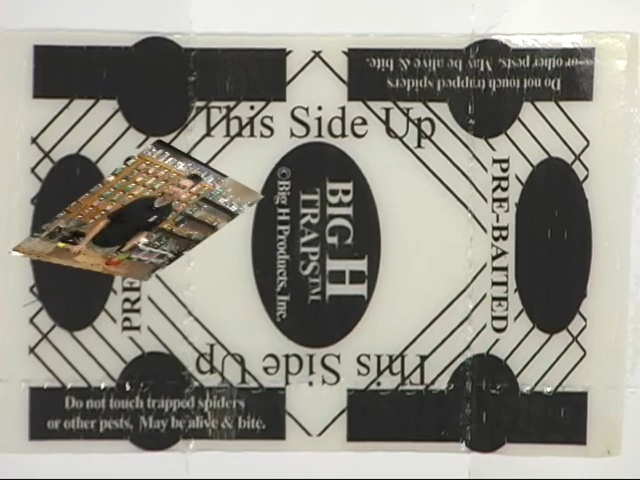 Do not touch trapped spiders
or other pests. May be alive & bite.
This Side Up
BIG H
TRAPS™
©Big H Products, Inc.
PRE-BAITED
PRE
This Side Up
Do not touch trapped spiders
or other pests. May be alive & bite.